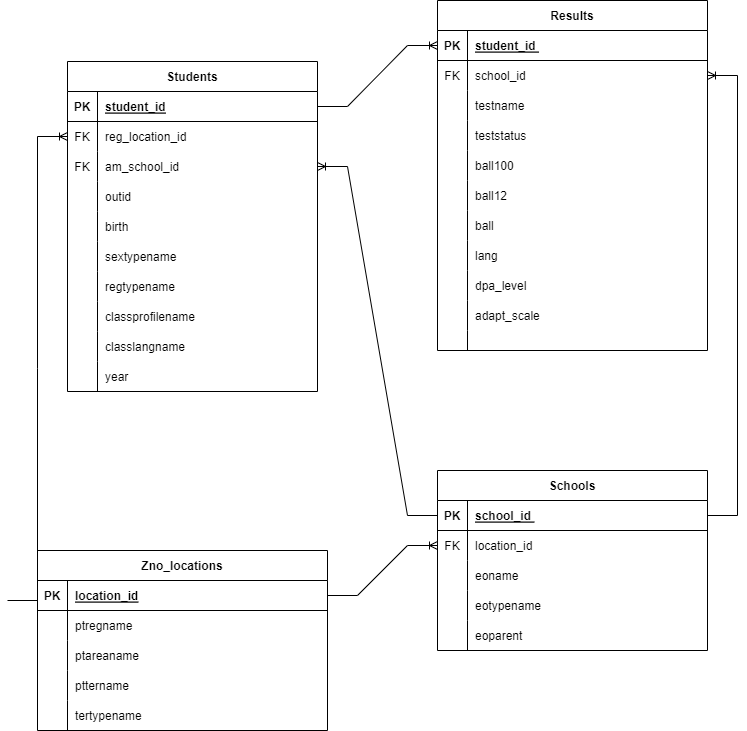 Results
PK student_id
FK school_id
testname
teststatus
ball100
ball12
ball
lang
dpa_level
adapt_scale
Students
PK student_id
FK reg_location_id
FK am_school_id
outid
birth
sextypename
regtypename
classprofilename
classlangname
year
Schools
PK school_id
FK location_id
eoname
eotypename
eoparent
Zno_locations
PK location_id
ptregname
ptareaname
pttername
tertypename